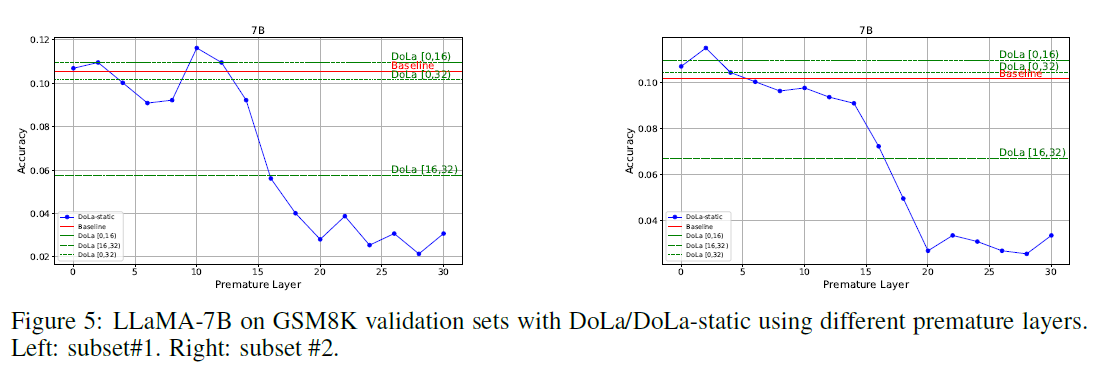 7B
0.12
0.10
0.08
0.06
0.04
0.02
Accuracy
DoLa [0,16)
Baseline
DoLa [0,32)
DoLa [16,32)
DoLa-static
Baseline
DoLa [0,16)
DoLa [16,32)
DoLa [0,32)
0 5 10 15 20 25 30
Premature Layer
7B
0.10
0.08
0.06
0.04
Accuracy
DoLa [0,16)
DoLa [0,32)
Baseline
DoLa [16,32)
DoLa-static
Baseline
DoLa [0,16)
DoLa [16,32)
DoLa [0,32)
0 5 10 15 20 25 30
Premature Layer
Figure 5: LLaMA-7B on GSM8K validation sets with DoLa/DoLa-static using different premature layers.
Left: subset#1. Right: subset #2.